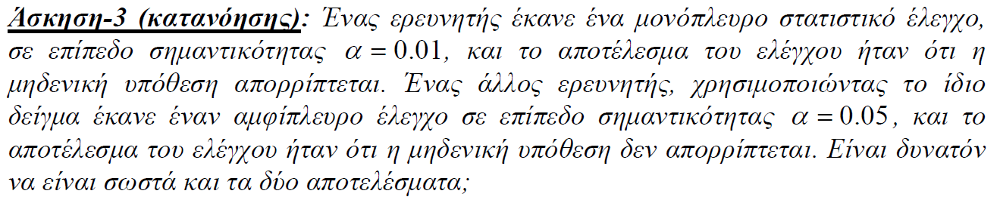 Άσκηση-3 (κατανόησης): Ένας ερευνητής έκανε ένα μονόπλευρο στατιστικό έλεγχο,
σε επίπεδο σημαντικότητας α = 0.01, και το αποτέλεσμα του ελέγχου ήταν ότι η
μηδενική υπόθεση απορρίπτεται. Ένας άλλος ερευνητής, χρησιμοποιώντας το ίδιο
δείγμα έκανε έναν αμφίπλευρο έλεγχο σε επίπεδο σημαντικότητας α = 0.05, και το
αποτέλεσμα του ελέγχου ήταν ότι η μηδενική υπόθεση δεν απορρίπτεται. Είναι δυνατόν
να είναι σωστά και τα δύο αποτελέσματα;